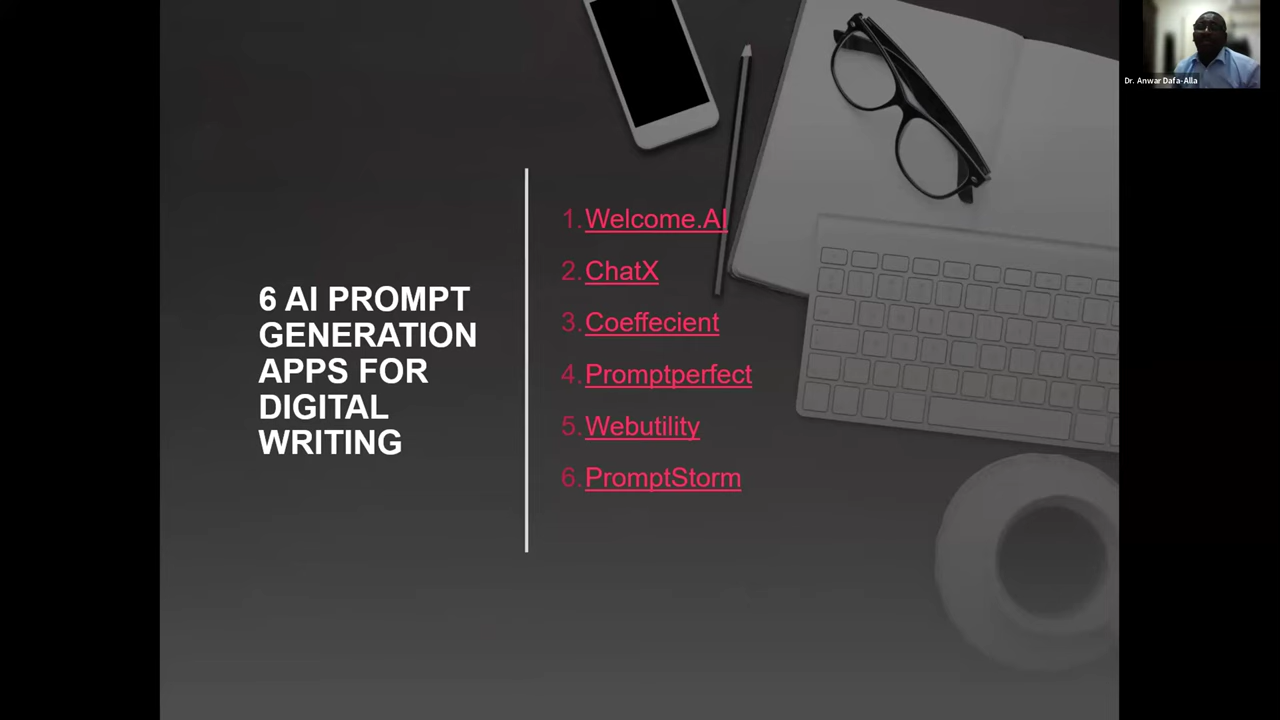 Dr. Anwar Dafa-Alla
6 AI PROMPT
GENERATION
APPS FOR
DIGITAL
WRITING
1. Welcome.AI
2. ChatX
3. Coeffecient
4. Promptperfect
5. Webutility
6. PromptStorm